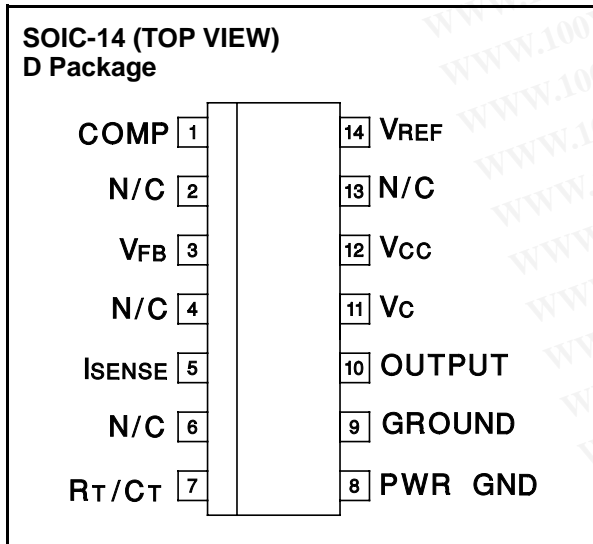 SOIC-14 (TOP VIEW)
D Package
COMP 1
N/C 2
VFB 3
N/C 4
ISENSE 5
N/C 6
RT/CT 7
14 VREF
13 N/C
12 VCC
11 VC
10 OUTPUT
9 GROUND
8 PWR GND